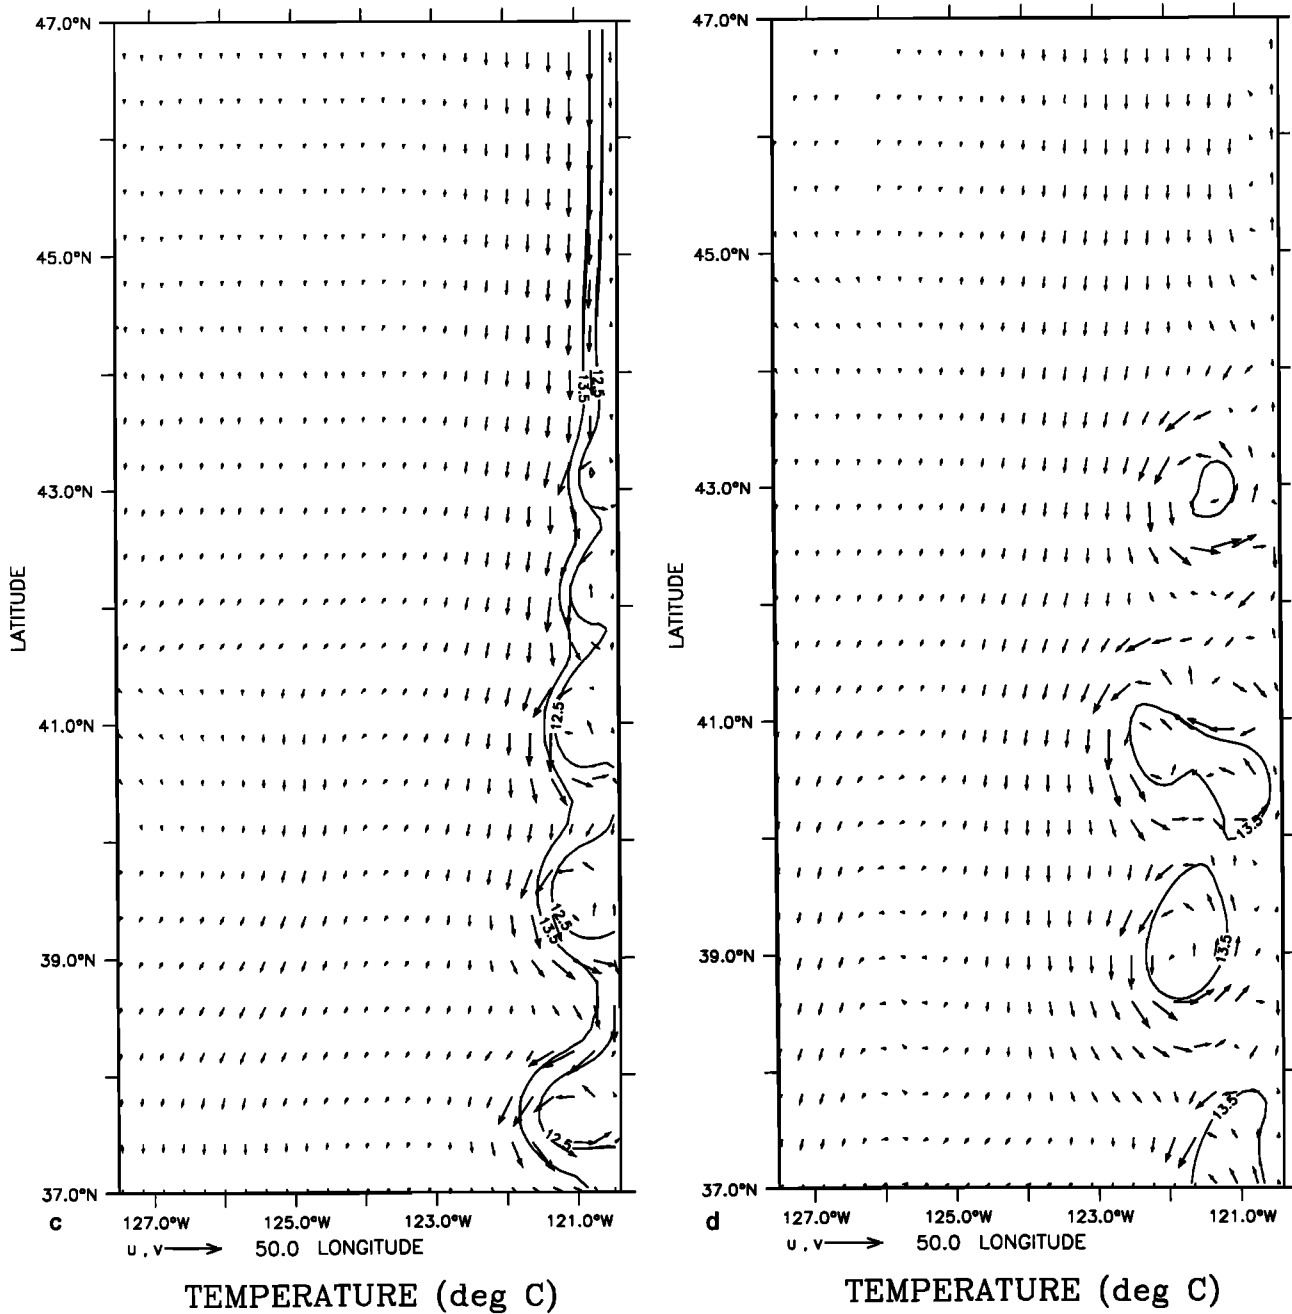 47.0°N
45.0°N
43.0°N
41.0°N
39.0°N
37.0°N
LATITUDE
12.5
13.5
12.5
12.5
13.5
12.5
c
127.0°W 125.0°W 123.0°W 121.0°W
u,v 50.0 LONGITUDE
TEMPERATURE (deg C)
47.0°N
45.0°N
43.0°N
41.0°N
39.0°N
37.0°N
LATITUDE
13.5
13.5
13.5
d
127.0°W 125.0°W 123.0°W 121.0°W
u,v 50.0 LONGITUDE
TEMPERATURE (deg C)